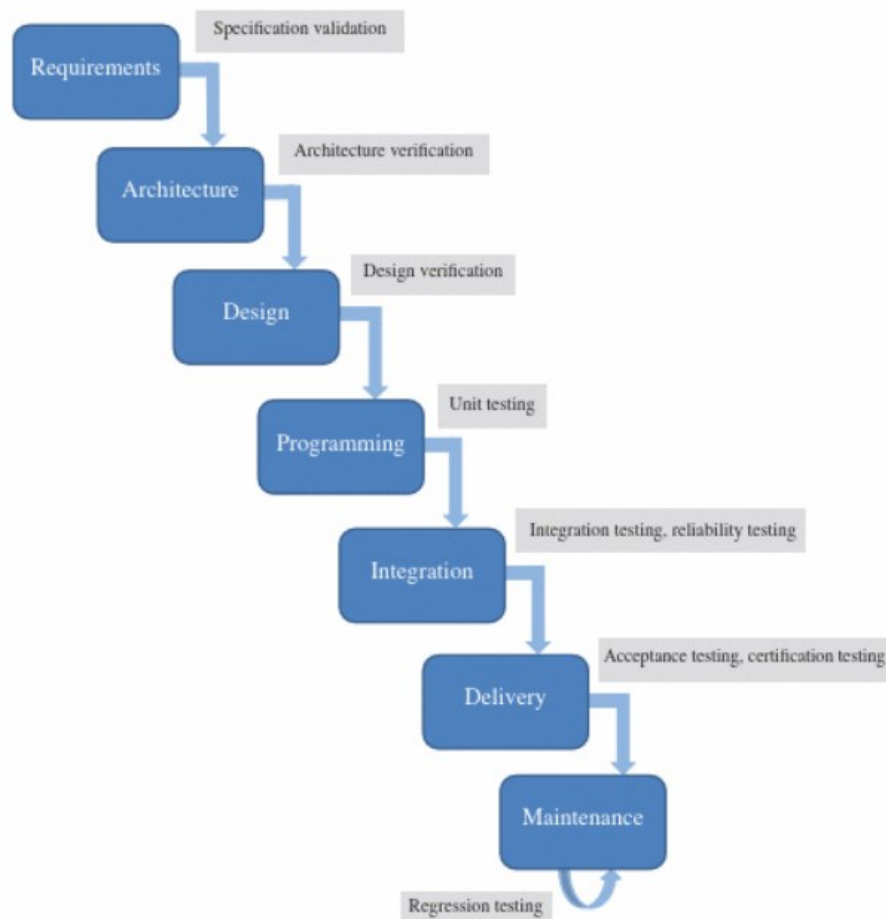 Specification validation
Requirements
Architecture verification
Architecture
Design verification
Design
Unit testing
Programming
Integration testing, reliability testing
Integration
Acceptance testing, certification testing
Delivery
Maintenance
Regression testing